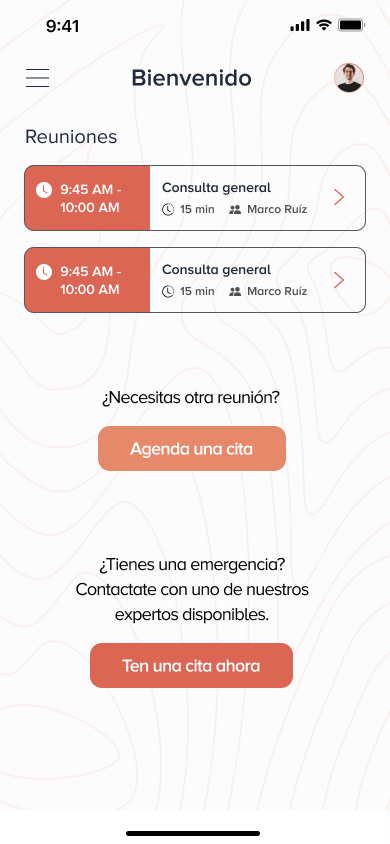 9:41
Bienvenido
Reuniones
9:45 AM -
10:00 AM
Consulta general
15 min Marco Ruíz
9:45 AM -
10:00 AM
Consulta general
15 min Marco Ruíz
¿Necesitas otra reunión?
Agenda una cita
¿Tienes una emergencia?
Contactate con uno de nuestros
expertos disponibles.
Ten una cita ahora